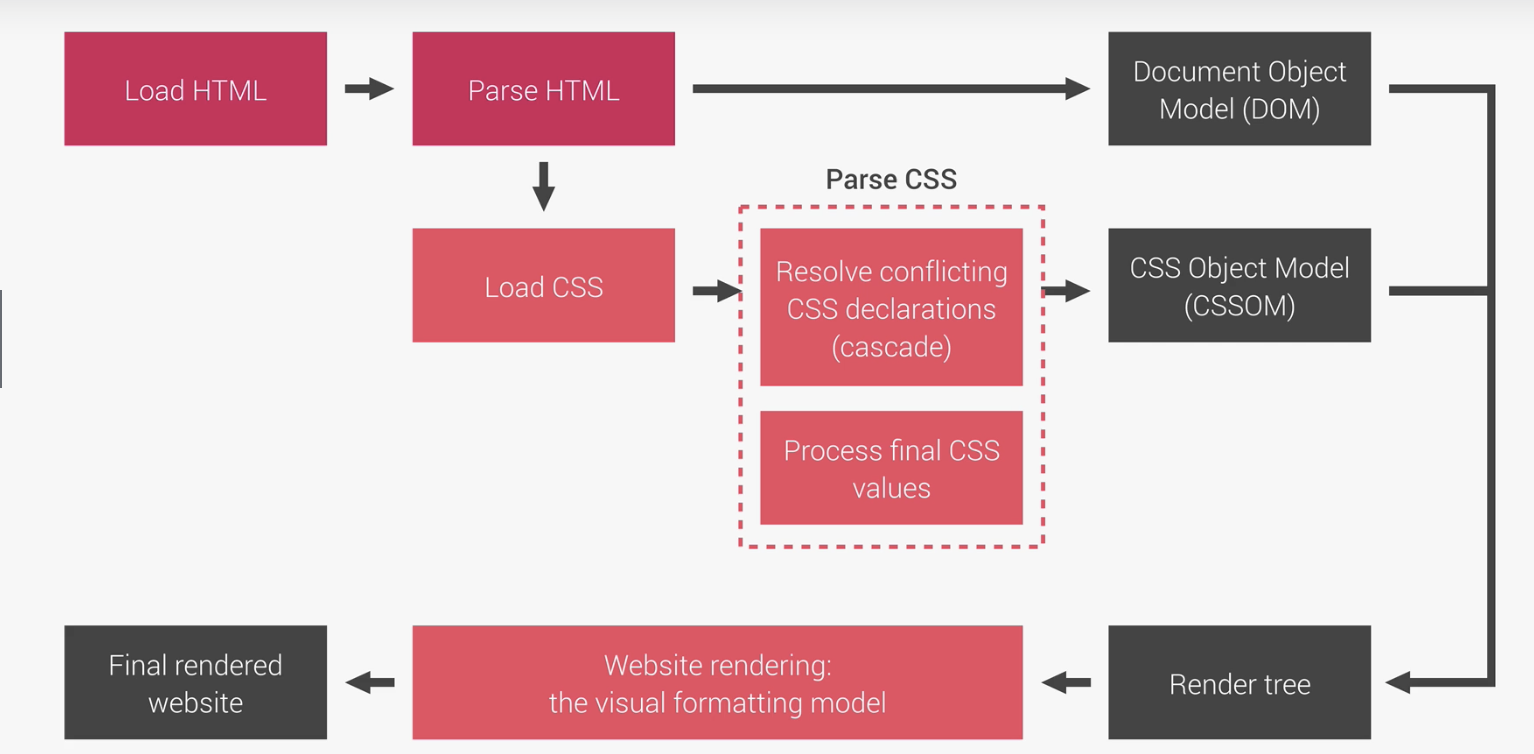 Load HTML
Parse HTML
Document Object
Model (DOM)
Parse CSS
Load CSS
Resolve conflicting
CSS declarations
(cascade)
CSS Object Model
(CSSOM)
Process final CSS
values
Final rendered
website
Website rendering:
the visual formatting model
Render tree